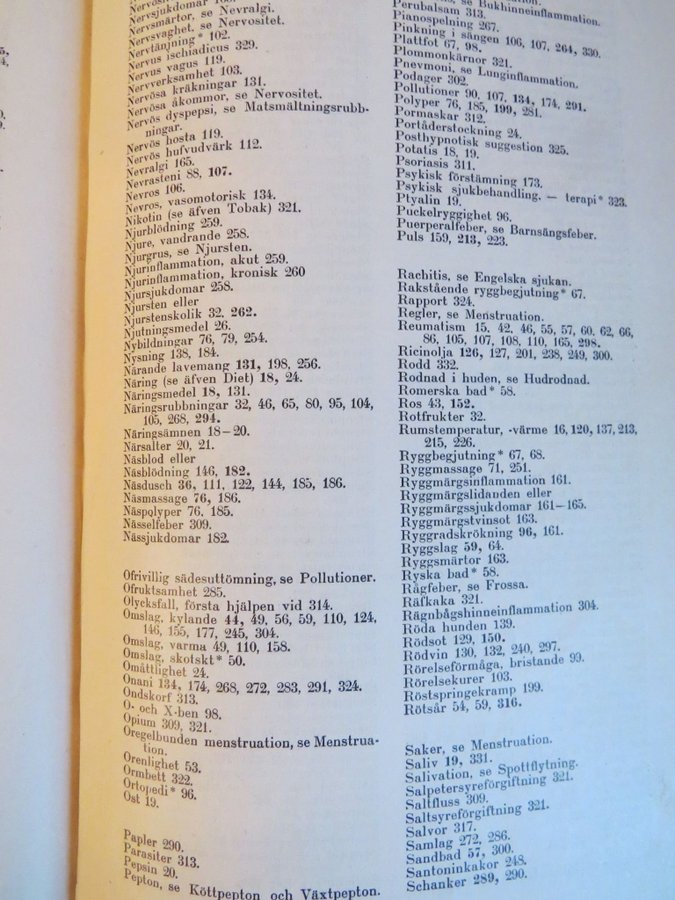 Nervsjukdomar
Nervsmärtor, se Nevralgi.
Nervsvaghet, se Nervositet.
Nervtänjning* 102.
Nervus ischiadicus 329.
Nervus vagus 119.
Nervverksamhet 103.
Nervösa kräkningar 131.
Nervösa åkommor, se Nervositet.
Nervös dyspepsi, se Matsmältningsrubb-
ningar.
Nervös hosta 119.
Nervös hufvudvärk 112.
Nevralgi 165.
Nevrasteni 88, 107.
Nevros 106.
Nevros, vasomotorisk 134.
Nikotin (se äfven Tobak) 321.
Njurblödning 259.
Njure, vandrande 258.
Njurgrus, se Njursten.
Njurinflammation, akut 259.
Njurinflammation, kronisk 260
Njursjukdomar 258.
Njursten eller
Njurstenskolik 32, 262.
Njutningsmedel 26.
Nybildningar 76, 79, 254.
Nysning 138, 184.
Närande lavemang 131, 198, 256.
Näring (se äfven Diet) 18, 24.
Näringsmedel 18, 131.
Näringsrubbningar 32, 46, 65, 80, 95, 104,
105, 268, 294.
Näringsämnen 18–20.
Närsalter 20, 21.
Näsblod eller
Näsblödning 146, 182.
Näsdusch 36, 111, 122, 144, 185, 186.
Näsmassage 76, 186.
Näspolyper 76, 185.
Nässelfeber 309.
Nässjukdomar 182.
Ofrivillig sädesuttömning, se Pollutioner.
Ofruktsamhet 285.
Olycksfall, första hjälpen vid 314.
Omslag, kylande 44, 49, 56, 59, 110, 124,
146, 155, 177, 245, 304.
Omslag, varma 49, 110, 158.
Omslag, skotskt* 50.
Omåttlighet 24.
Onani 134, 174, 268, 272, 283, 291, 324.
Ondskorf 313.
O- och X-ben 98.
Opium 309, 321.
Oregelbunden menstruation, se Menstrua-
tion.
Orenlighet 53.
Ormbett 322.
Ortopedi* 96.
Ost 19.
Papler 290.
Parasiter 313.
Pepsin 20.
Pepton, se Köttpepton och Växtpepton.
se Bukhinneinflammation.
Perubalsam 313.
Pianospelning 267.
Pinkning i sängen 106, 107, 264, 330.
Plattfot 67, 98.
Plommonkärnor 321.
Pnevmoni, se Lunginflammation.
Podager 302.
Pollutioner 90, 107, 134, 174, 291.
Polyper 76, 185, 199, 281.
Pormaskar 312.
Portåderstockning 24.
Posthypnotisk suggestion 325.
Potatis 18, 19.
Psoriasis 311.
Psykisk förstämning 173.
Psykisk sjukbehandling, — terapi* 323.
Ptyalin 19.
Puckelryggighet 96.
Puerperalfeber, se Barnsängsfeber.
Puls 159, 213, 223.
Rachitis, se Engelska sjukan.
Rakstående ryggbegjutning* 67.
Rapport 324.
Regler, se Menstruation.
Reumatism 15, 42, 46, 55, 57, 60, 62, 66,
86, 105, 107, 108, 110, 165, 298.
Ricinolja 126, 127, 201, 238, 249, 300.
Rodd 332.
Rodnad i huden, se Hudrodnad.
Romerska bad* 58.
Ros 43, 152.
Rotfrukter 32.
Rumstemperatur, -värme 16, 120, 137, 213,
215, 226.
Ryggbegjutning* 67, 68.
Ryggmassage 71, 251.
Ryggmärgsinflammation 161.
Ryggmärgslidanden eller
Ryggmärgssjukdomar 161–165.
Ryggmärgstvinsot 163.
Ryggradskrökning 96, 161.
Ryggslag 59, 64.
Ryggsmärtor 163.
Ryska bad* 58.
Rågfeber, se Frossa.
Räfkaka 321.
Rägnbågshinneinflammation 304.
Röda hunden 139.
Rödsot 129, 150.
Rödvin 130, 132, 240, 297.
Rörelseförmåga, bristande 99.
Rörelsekurer 103.
Röstspringekramp 199.
Rötsår 54, 59, 316.
Saker, se Menstruation.
Saliv 19, 331.
Salivation, se Spottflytning.
Salpetersyreförgiftning 321.
Saltfluss 309.
Saltsyreförgiftning 321.
Salvor 317.
Samlag 272, 286.
Sandbad 57, 300.
Santoninkakor 248.
Schanker 289, 290.